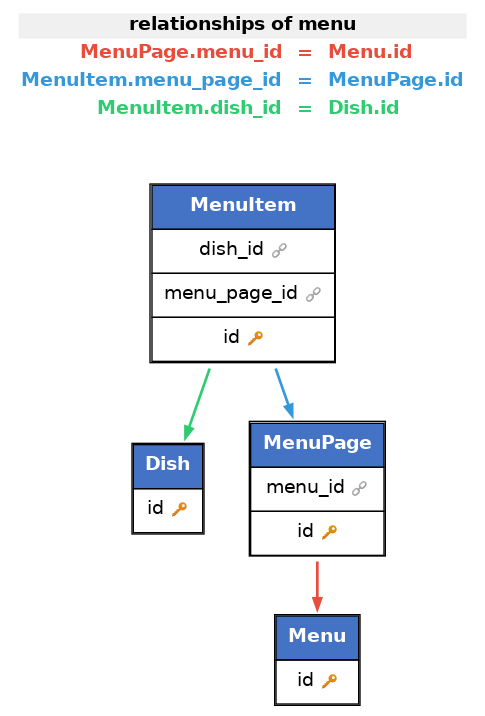 relationships of menu
MenuPage.menu_id = Menu.id
MenuItem.menu_page_id = MenuPage.id
MenuItem.dish_id = Dish.id
MenuItem
dish_id
menu_page_id
id
Dish
id
MenuPage
menu_id
id
Menu
id